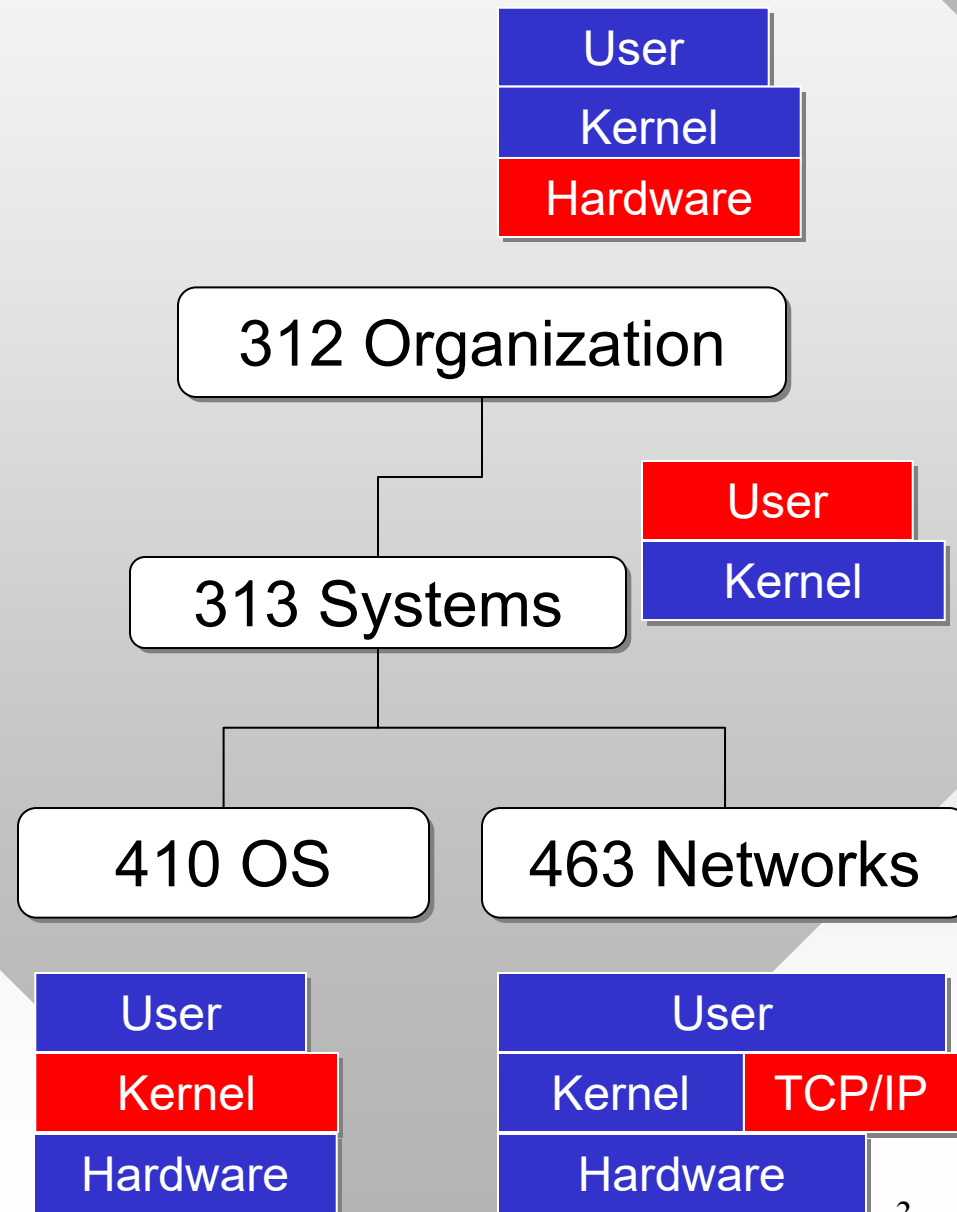 User
Kernel
Hardware
312 Organization
User
Kernel
313 Systems
410 OS
463 Networks
User
Kernel
Hardware
User
Kernel TCP/IP
Hardware
2